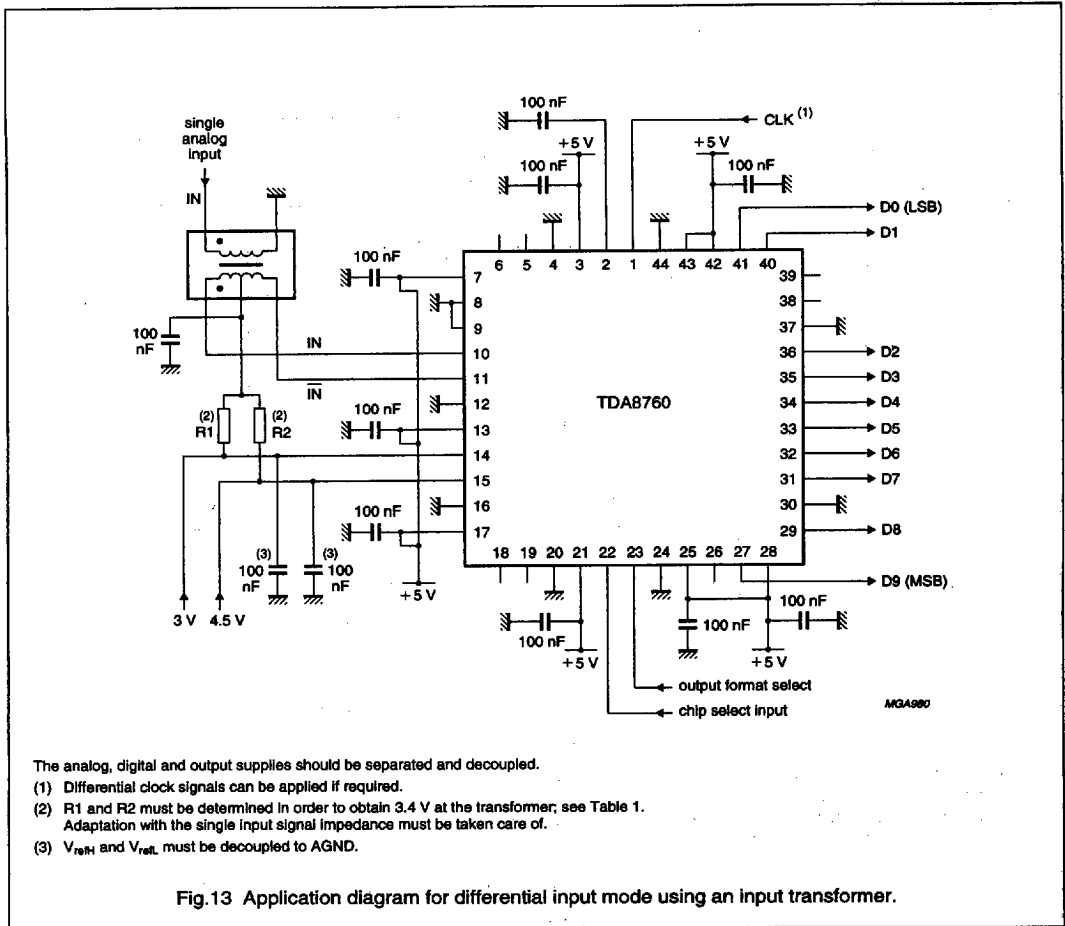 100 nF
CLK (1)
single
analog
input
+5 V
+5 V
100 nF
100 nF
IN
D0 (LSB)
D1
6 5 4 3 2 1 44 43 42 41 40
100 nF
7
39
8
38
9
37
100
nF
IN
10
36
D2
11
35
D3
IN
12
TDA8760
34
D4
(2)
R1
(2)
R2
100 nF
13
33
D5
14
32
D6
15
31
D7
16
30
100 nF
17
29
D8
18 19 20 21 22 23 24 25 26 27 28
(3)
100
nF
(3)
100
nF
+5 V
D9 (MSB)
3 V
4.5 V
100 nF
100 nF
100 nF
+5 V
+5 V
output format select
chip select input
MGA980
The analog, digital and output supplies should be separated and decoupled.
(1) Differential clock signals can be applied if required.
(2) R1 and R2 must be determined in order to obtain 3.4 V at the transformer; see Table 1.
Adaptation with the single input signal impedance must be taken care of.
(3) VrefH and VrefL must be decoupled to AGND.
Fig.13 Application diagram for differential input mode using an input transformer.